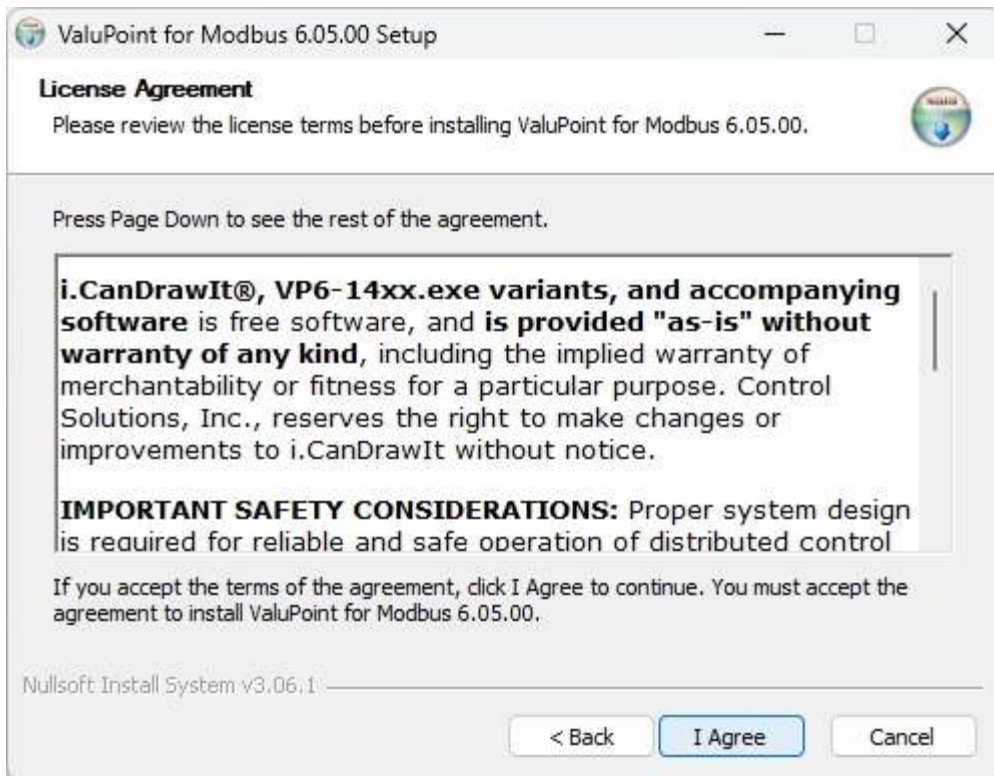 ValuPoint for Modbus 6.05.00 Setup
License Agreement
Please review the license terms before installing ValuPoint for Modbus 6.05.00.
Press Page Down to see the rest of the agreement.
i.CanDrawIt®, VP6-14xx.exe variants, and accompanying
software is free software, and is provided "as-is" without
warranty of any kind, including the implied warranty of
merchantability or fitness for a particular purpose. Control
Solutions, Inc., reserves the right to make changes or
improvements to i.CanDrawIt without notice.
IMPORTANT SAFETY CONSIDERATIONS: Proper system design
is required for reliable and safe operation of distributed control
If you accept the terms of the agreement, click I Agree to continue. You must accept the
agreement to install ValuPoint for Modbus 6.05.00.
Nullsoft Install System v3.06.1
< Back
I Agree
Cancel